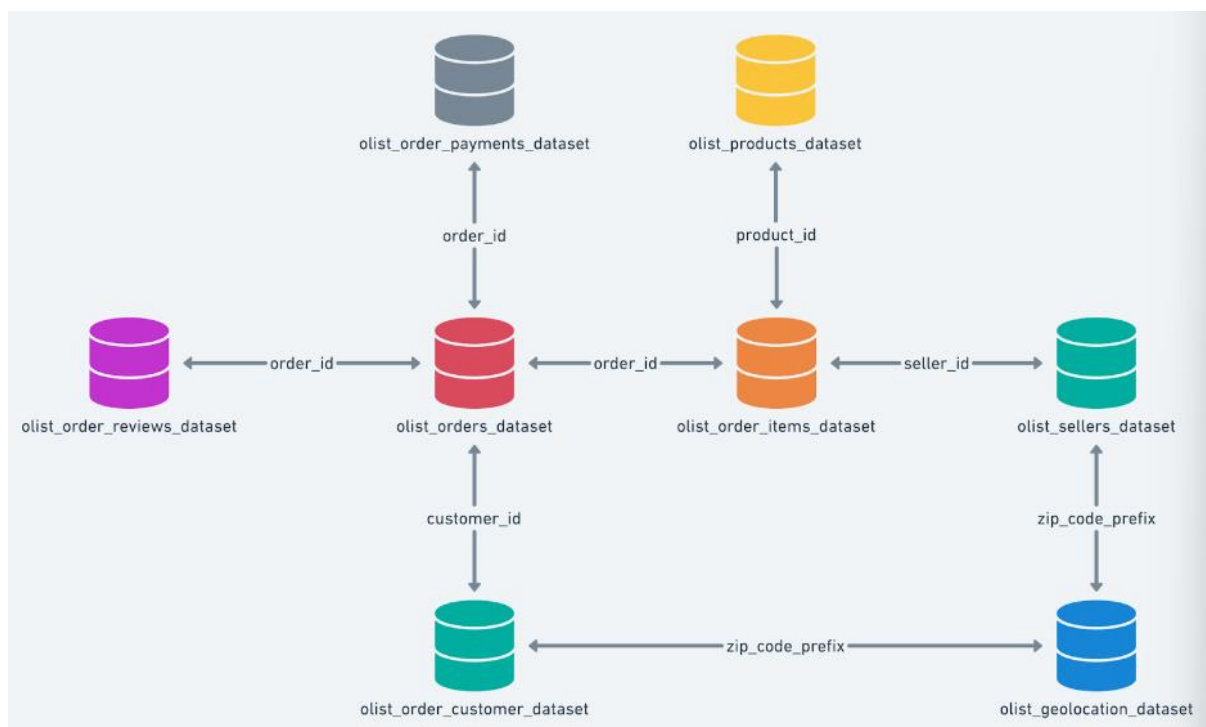 olist_order_payments_dataset
olist_products_dataset
order_id
product_id
order_id
order_id
seller_id
olist_order_reviews_dataset
olist_orders_dataset
olist_order_items_dataset
olist_sellers_dataset
customer_id
zip_code_prefix
zip_code_prefix
olist_order_customer_dataset
olist_geolocation_dataset